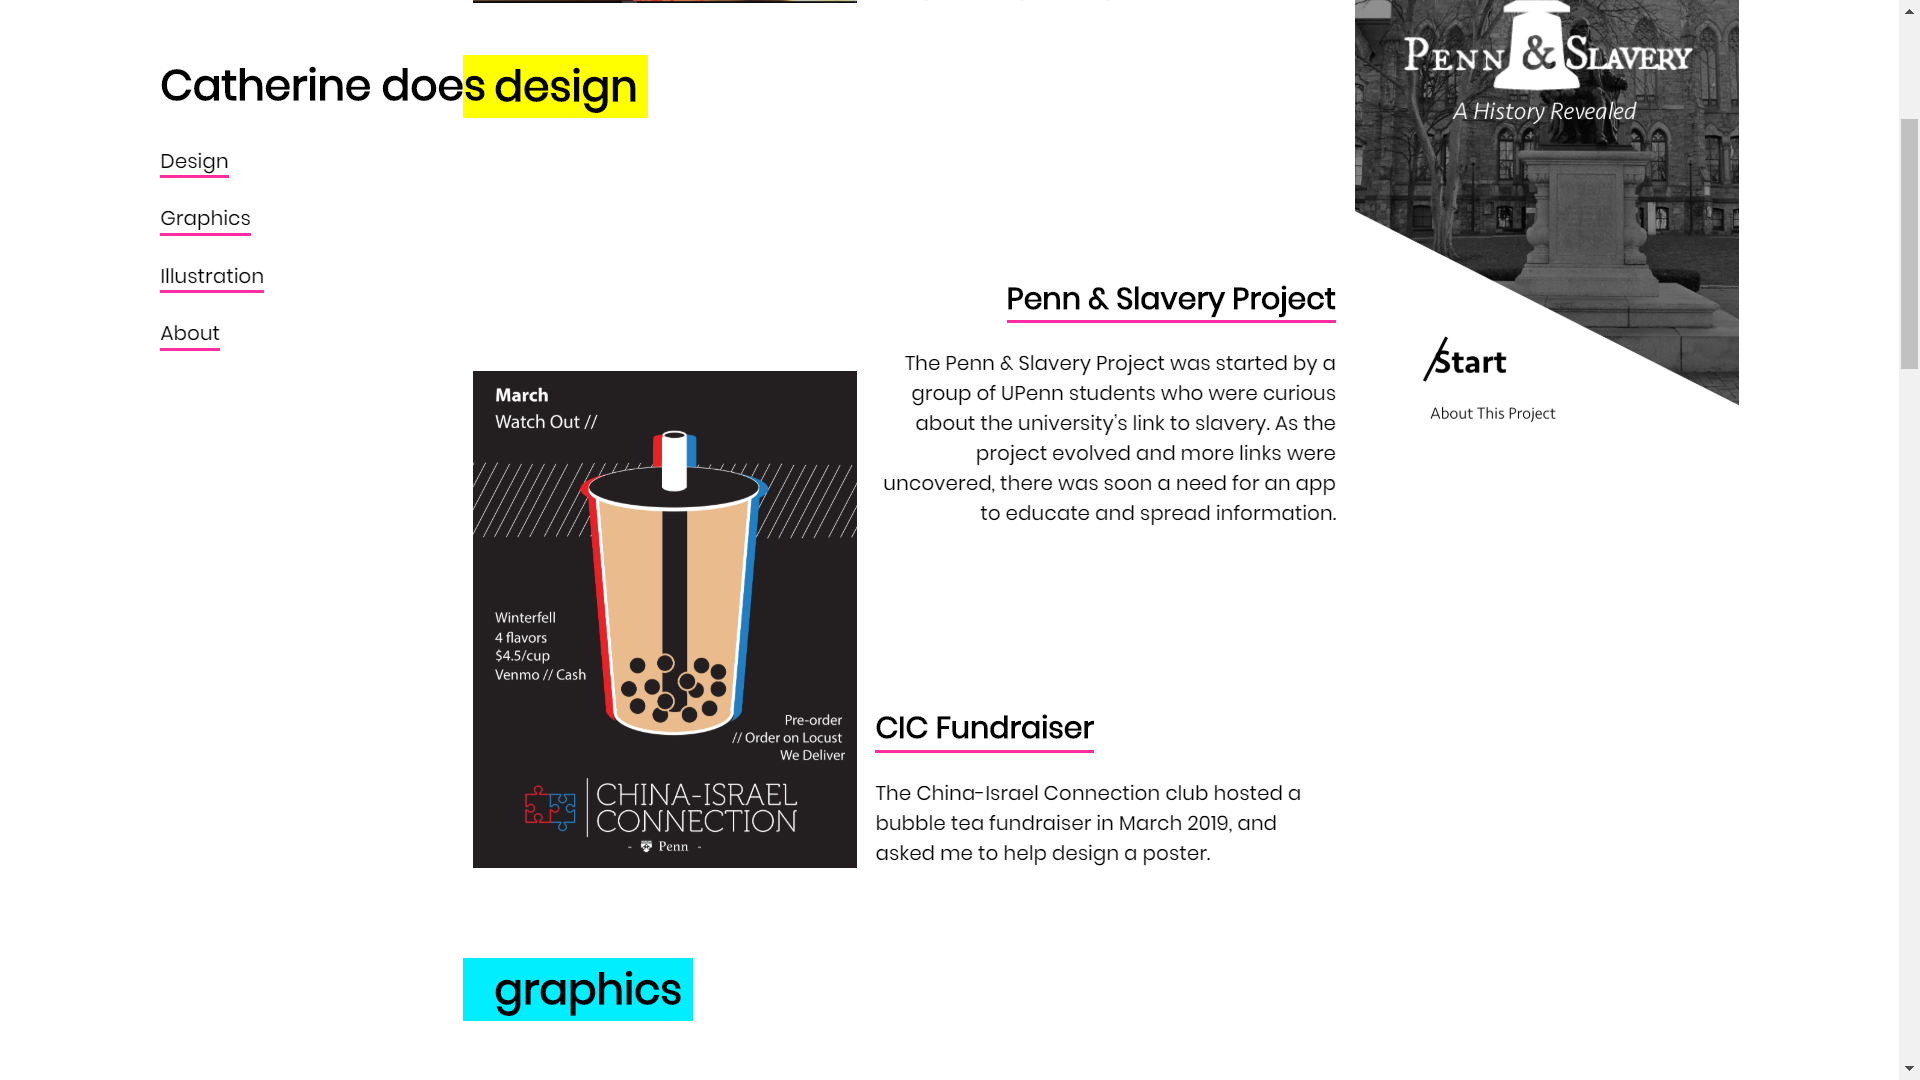 Catherine does design
Design
Graphics
Illustration
About
PENN & SLAVERY
A History Revealed
Start
About This Project
Penn & Slavery Project
The Penn & Slavery Project was started by a
group of UPenn students who were curious
about the university’s link to slavery. As the
project evolved and more links were
uncovered, there was soon a need for an app
to educate and spread information.
March
Watch Out //
Winterfell
4 flavors
$4.5/cup
Venmo // Cash
Pre-order
// Order on Locust
We Deliver
CHINA-ISRAEL
CONNECTION
- Penn -
CIC Fundraiser
The China-Israel Connection club hosted a
bubble tea fundraiser in March 2019, and
asked me to help design a poster.
graphics